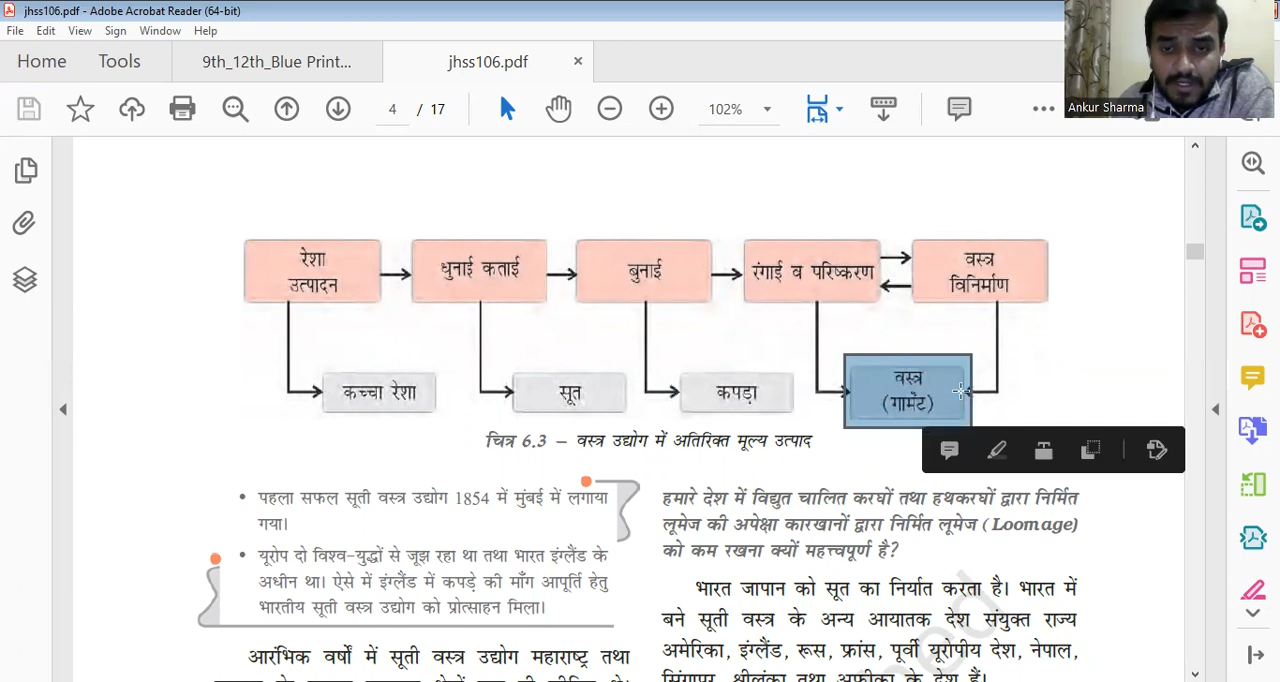 jhss106.pdf - Adobe Acrobat Reader (64-bit)
File Edit View Sign Window Help
Home Tools 9th_12th_Blue Print... jhss106.pdf ×
4 / 17 102%
Ankur Sharma
रेशा
उत्पादन
धुनाई कताई
बुनाई
रंगाई व परिष्करण
वस्त्र
विनिर्माण
कच्चा रेशा
सूत
कपड़ा
वस्त्र
(गार्मेंट)
चित्र 6.3 – वस्त्र उद्योग में अतिरिक्त मूल्य उत्पाद
• पहला सफल सूती वस्त्र उद्योग 1854 में मुंबई में लगाया
गया।
• यूरोप दो विश्व-युद्धों से जूझ रहा था तथा भारत इंग्लैंड के
अधीन था। ऐसे में इंग्लैंड में कपड़े की माँग आपूर्ति हेतु
भारतीय सूती वस्त्र उद्योग को प्रोत्साहन मिला।
आरंभिक वर्षों में सूती वस्त्र उद्योग महाराष्ट्र तथा
हमारे देश में विद्युत चालित करघों तथा हथकरघों द्वारा निर्मित
लूमेज की अपेक्षा कारखानों द्वारा निर्मित लूमेज (Loomage)
को कम रखना क्यों महत्त्वपूर्ण है?
भारत जापान को सूत का निर्यात करता है। भारत में
बने सूती वस्त्र के अन्य आयातक देश संयुक्त राज्य
अमेरिका, इंग्लैंड, रूस, फ्रांस, पूर्वी यूरोपीय देश, नेपाल,
सिंगापुर, श्रीलंका तथा अफ्रीका के देश हैं।